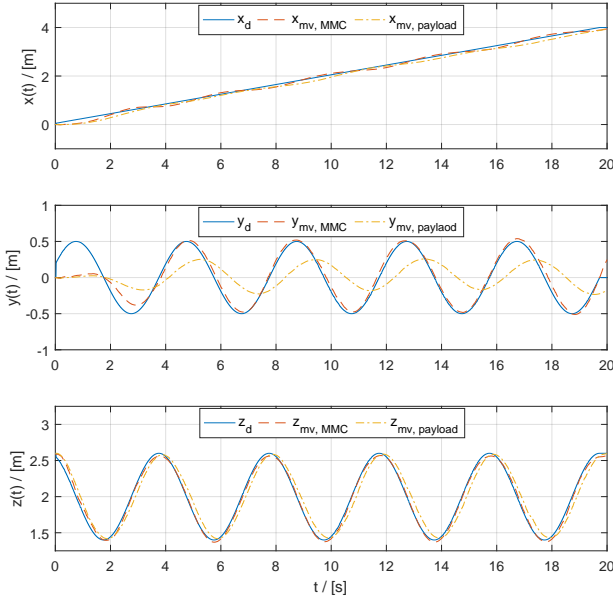 x_d x_mv, MMC x_mv, payload
4
2
0
x(t) / [m]
0 2 4 6 8 10 12 14 16 18 20
y_d y_mv, MMC y_mv, paylaod
1
0.5
0
-0.5
-1
y(t) / [m]
0 2 4 6 8 10 12 14 16 18 20
z_d z_mv, MMC z_mv, payload
3
2.5
2
1.5
z(t) / [m]
0 2 4 6 8 10 12 14 16 18 20
t / [s]